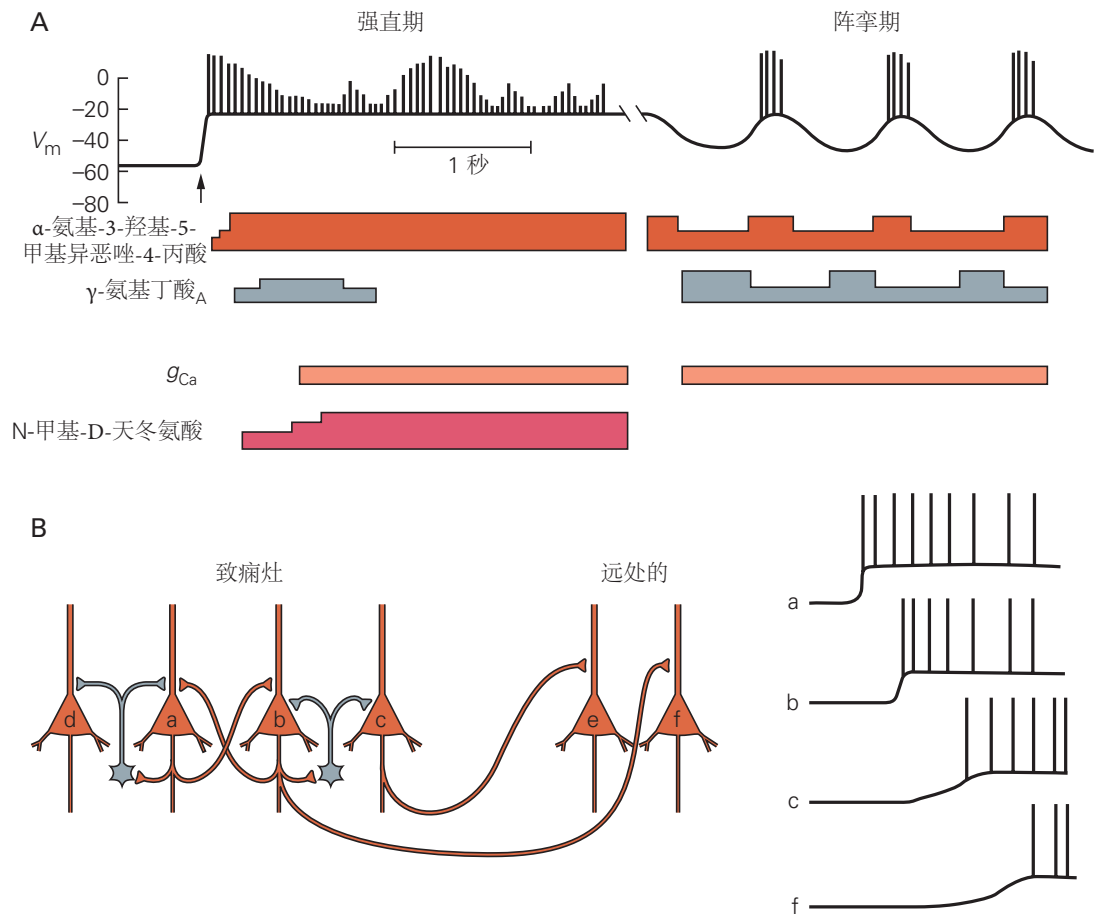 A
强直期
阵挛期
0
−20
−40
−60
−80
Vm
1 秒
α-氨基-3-羟基-5-
甲基异恶唑-4-丙酸
γ-氨基丁酸A
gCa
N-甲基-D-天冬氨酸
B
致痫灶
远处的
d
a
b
c
e
f
a
b
c
f